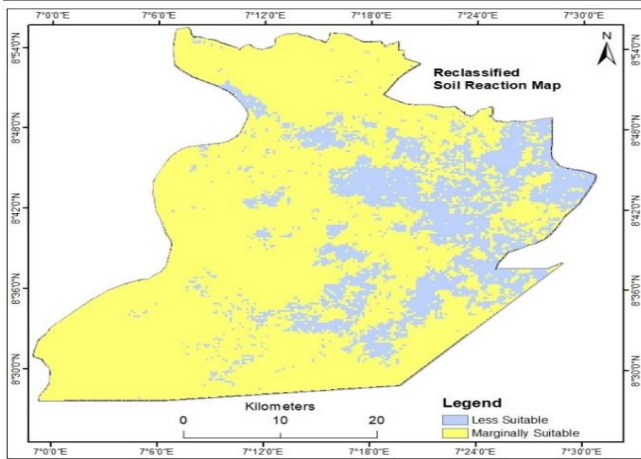 7°0'0"E 7°6'0"E 7°12'0"E 7°18'0"E 7°24'0"E 7°30'0"E
N
Reclassified
Soil Reaction Map
8°54'0"N 8°54'0"N
8°48'0"N 8°48'0"N
8°42'0"N 8°42'0"N
8°36'0"N 8°36'0"N
8°30'0"N 8°30'0"N
Kilometers
0 10 20
Legend
Less Suitable
Marginally Suitable
7°0'0"E 7°6'0"E 7°12'0"E 7°18'0"E 7°24'0"E 7°30'0"E